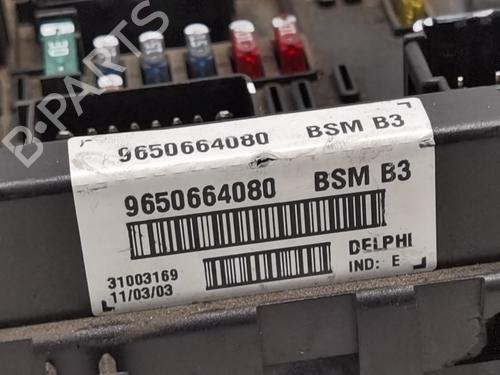 9650664080 BSM B3
9650664080 BSM B3
31003169 DELPHI
11/03/03 IND: E
B-PARTS